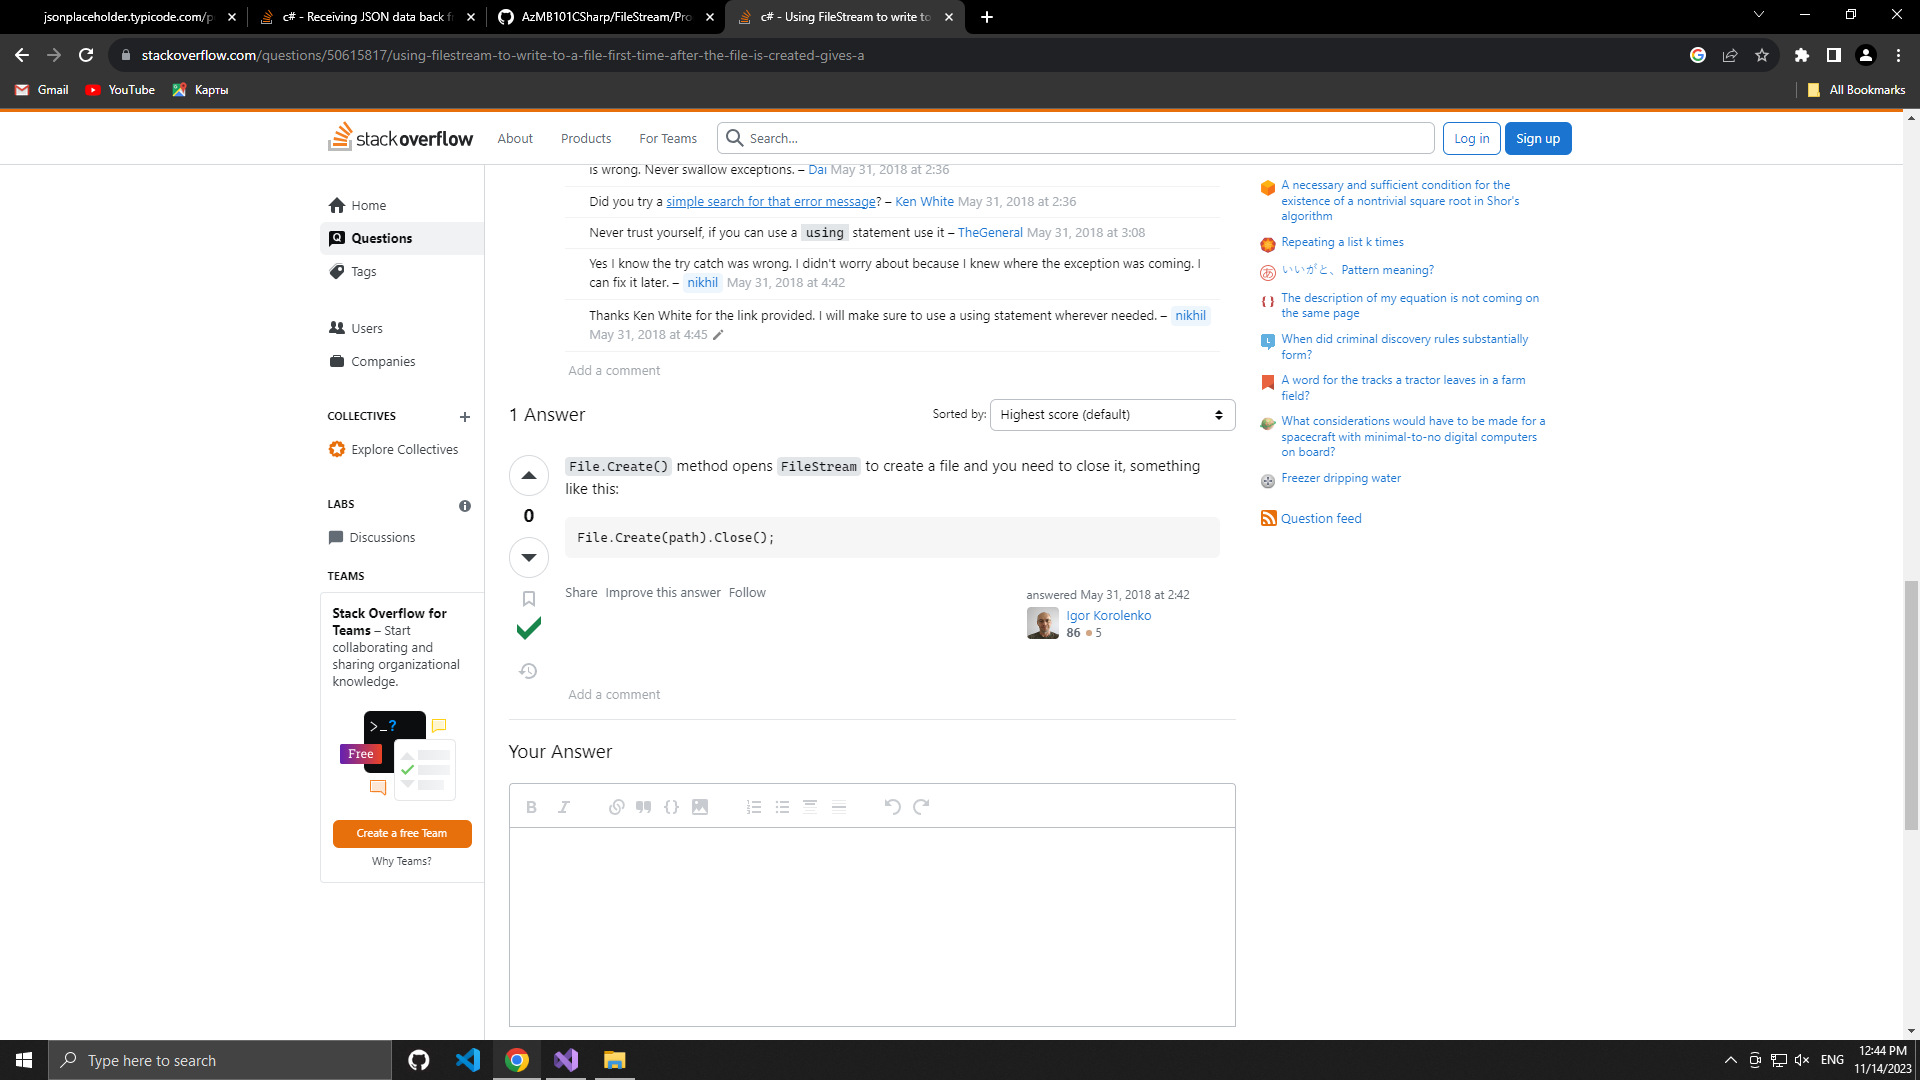 jsonplaceholder.typicode.com/p
c# - Receiving JSON data back f
AzMB101CSharp/FileStream/Pro
c# - Using FileStream to write to
stackoverflow.com/questions/50615817/using-filestream-to-write-to-a-file-first-time-after-the-file-is-created-gives-a
Gmail
YouTube
Карты
All Bookmarks
stackoverflow
About
Products
For Teams
Search...
Log in
Sign up
Home
Questions
Tags
Users
Companies
COLLECTIVES
Explore Collectives
LABS
Discussions
TEAMS
Stack Overflow for
Teams – Start
collaborating and
sharing organizational
knowledge.
>_?
Free
Create a free Team
Why Teams?
is wrong. Never swallow exceptions. – Dai May 31, 2018 at 2:36
Did you try a simple search for that error message? – Ken White May 31, 2018 at 2:36
Never trust yourself, if you can use a using statement use it – TheGeneral May 31, 2018 at 3:08
Yes I know the try catch was wrong. I didn't worry about because I knew where the exception was coming. I
can fix it later. – nikhil May 31, 2018 at 4:42
Thanks Ken White for the link provided. I will make sure to use a using statement wherever needed. – nikhil
May 31, 2018 at 4:45
Add a comment
1 Answer
Sorted by:
Highest score (default)
0
File.Create() method opens FileStream to create a file and you need to close it, something
like this:
File.Create(path).Close();
Share Improve this answer Follow
answered May 31, 2018 at 2:42
Igor Korolenko
86 5
Add a comment
Your Answer
B I
A necessary and sufficient condition for the
existence of a nontrivial square root in Shor's
algorithm
Repeating a list k times
あ
いいがと、Pattern meaning?
The description of my equation is not coming on
the same page
When did criminal discovery rules substantially
form?
A word for the tracks a tractor leaves in a farm
field?
What considerations would have to be made for a
spacecraft with minimal-to-no digital computers
on board?
Freezer dripping water
Question feed
Type here to search
ENG
12:44 PM
11/14/2023